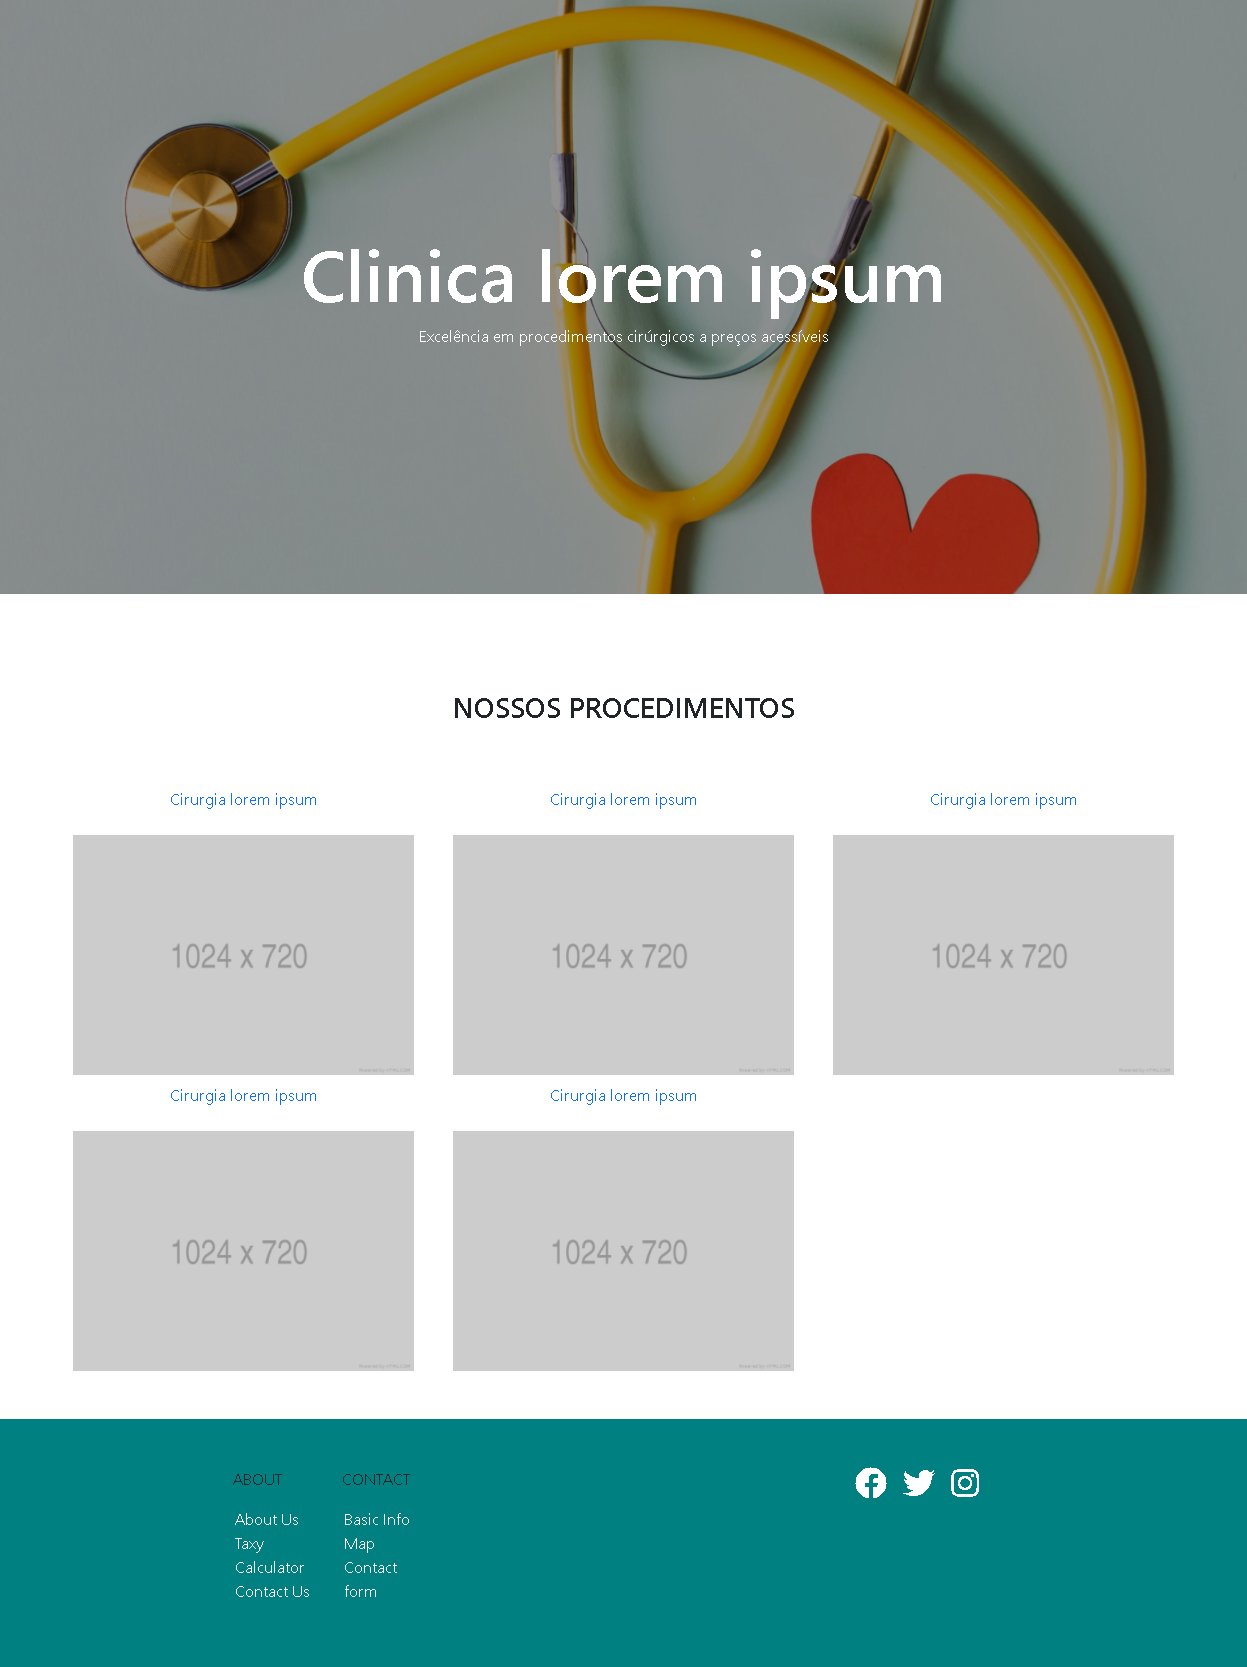 Clinica lorem ipsum
Excelência em procedimentos cirúrgicos a preços acessíveis
NOSSOS PROCEDIMENTOS
Cirurgia lorem ipsum
Cirurgia lorem ipsum
Cirurgia lorem ipsum
1024 x 720
1024 x 720
1024 x 720
Cirurgia lorem ipsum
Cirurgia lorem ipsum
1024 x 720
1024 x 720
ABOUT
About Us
Taxy
Calculator
Contact Us
CONTACT
Basic Info
Map
Contact
form